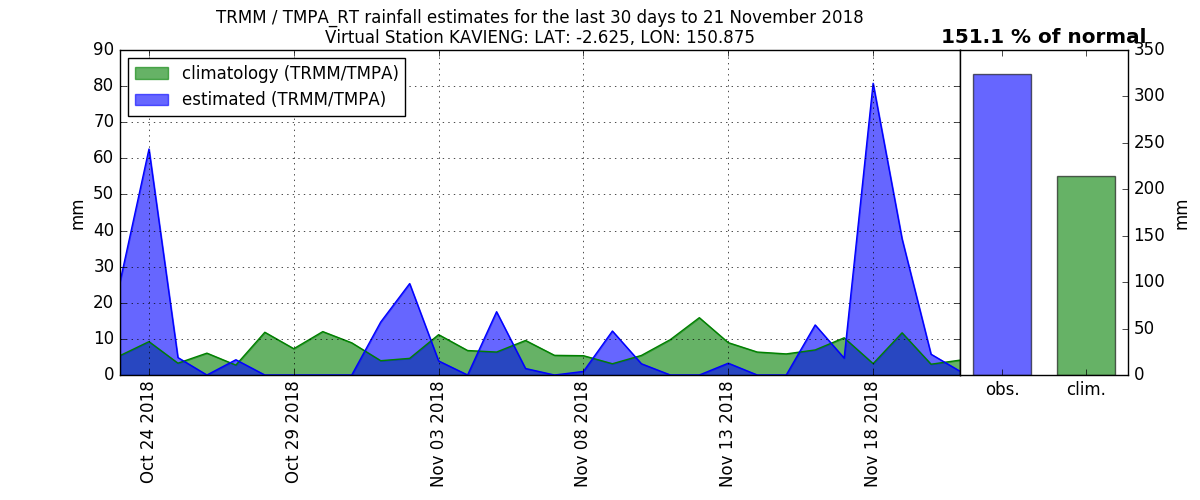 TRMM / TMPA_RT rainfall estimates for the last 30 days to 21 November 2018
Virtual Station KAVIENG: LAT: -2.625, LON: 150.875
151.1 % of normal
climatology (TRMM/TMPA)
estimated (TRMM/TMPA)
mm
90
80
70
60
50
40
30
20
10
0
Oct 24 2018
Oct 29 2018
Nov 03 2018
Nov 08 2018
Nov 13 2018
Nov 18 2018
350
300
250
200
150
100
50
0
mm
obs.
clim.